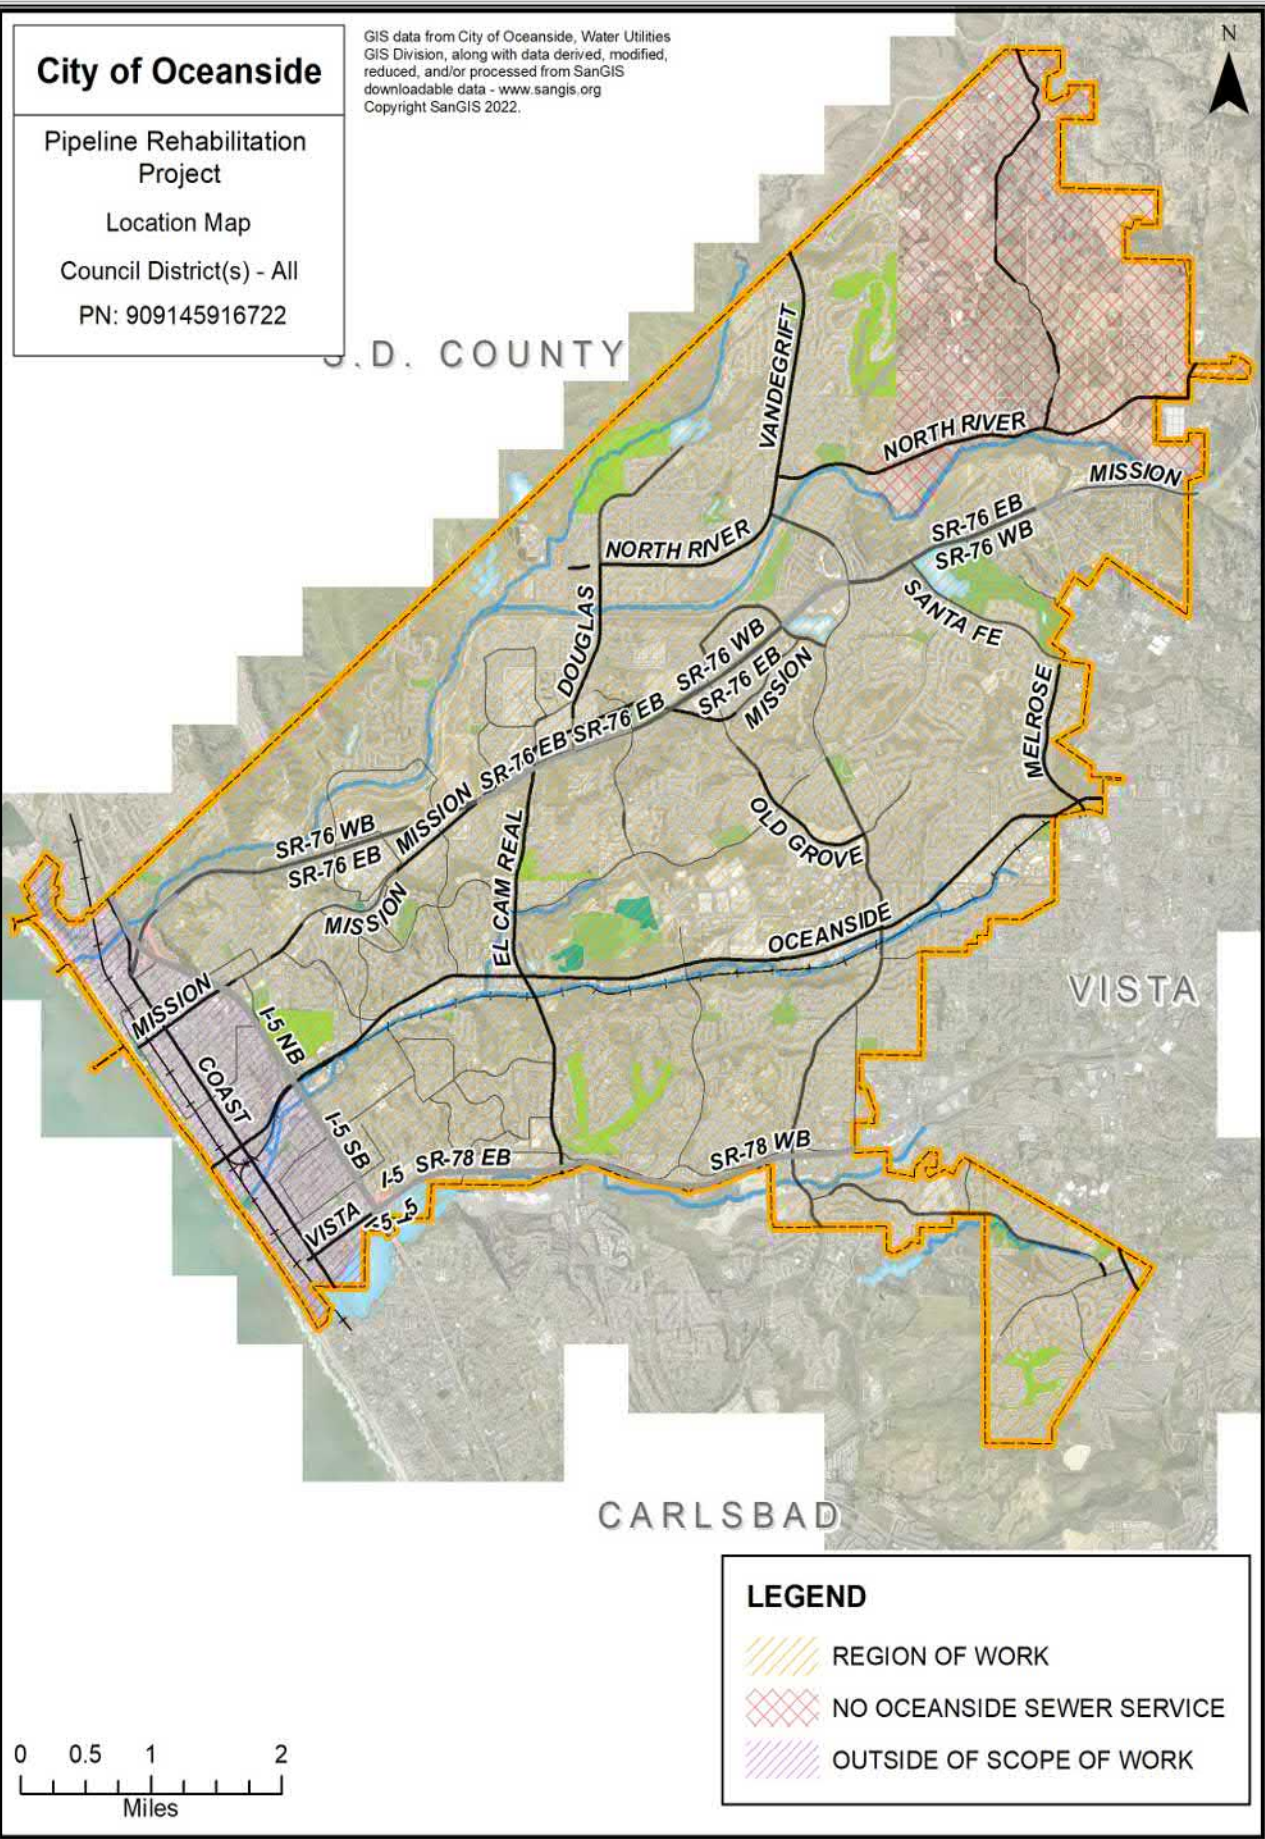 City of Oceanside
Pipeline Rehabilitation
Project
Location Map
Council District(s) - All
PN: 909145916722
GIS data from City of Oceanside, Water Utilities
GIS Division, along with data derived, modified,
reduced, and/or processed from SanGIS
downloadable data - www.sangis.org
Copyright SanGIS 2022.
N
S.D. COUNTY
VANDEGRIFT
NORTH RIVER
MISSION
SR-76 EB
SR-76 WB
NORTH RIVER
SANTA FE
DOUGLAS
SR-76 WB
SR-76 EB
MISSION
MELROSE
SR-76 EB
SR-76 EB
MISSION
OLD GROVE
SR-76 WB
SR-76 EB
EL CAM REAL
MISSION
OCEANSIDE
VISTA
MISSION
I-5 NB
COAST
I-5 SB
I-5
SR-78 EB
SR-78 WB
VISTA
CARLSBAD
LEGEND
REGION OF WORK
NO OCEANSIDE SEWER SERVICE
OUTSIDE OF SCOPE OF WORK
0 0.5 1 2
Miles